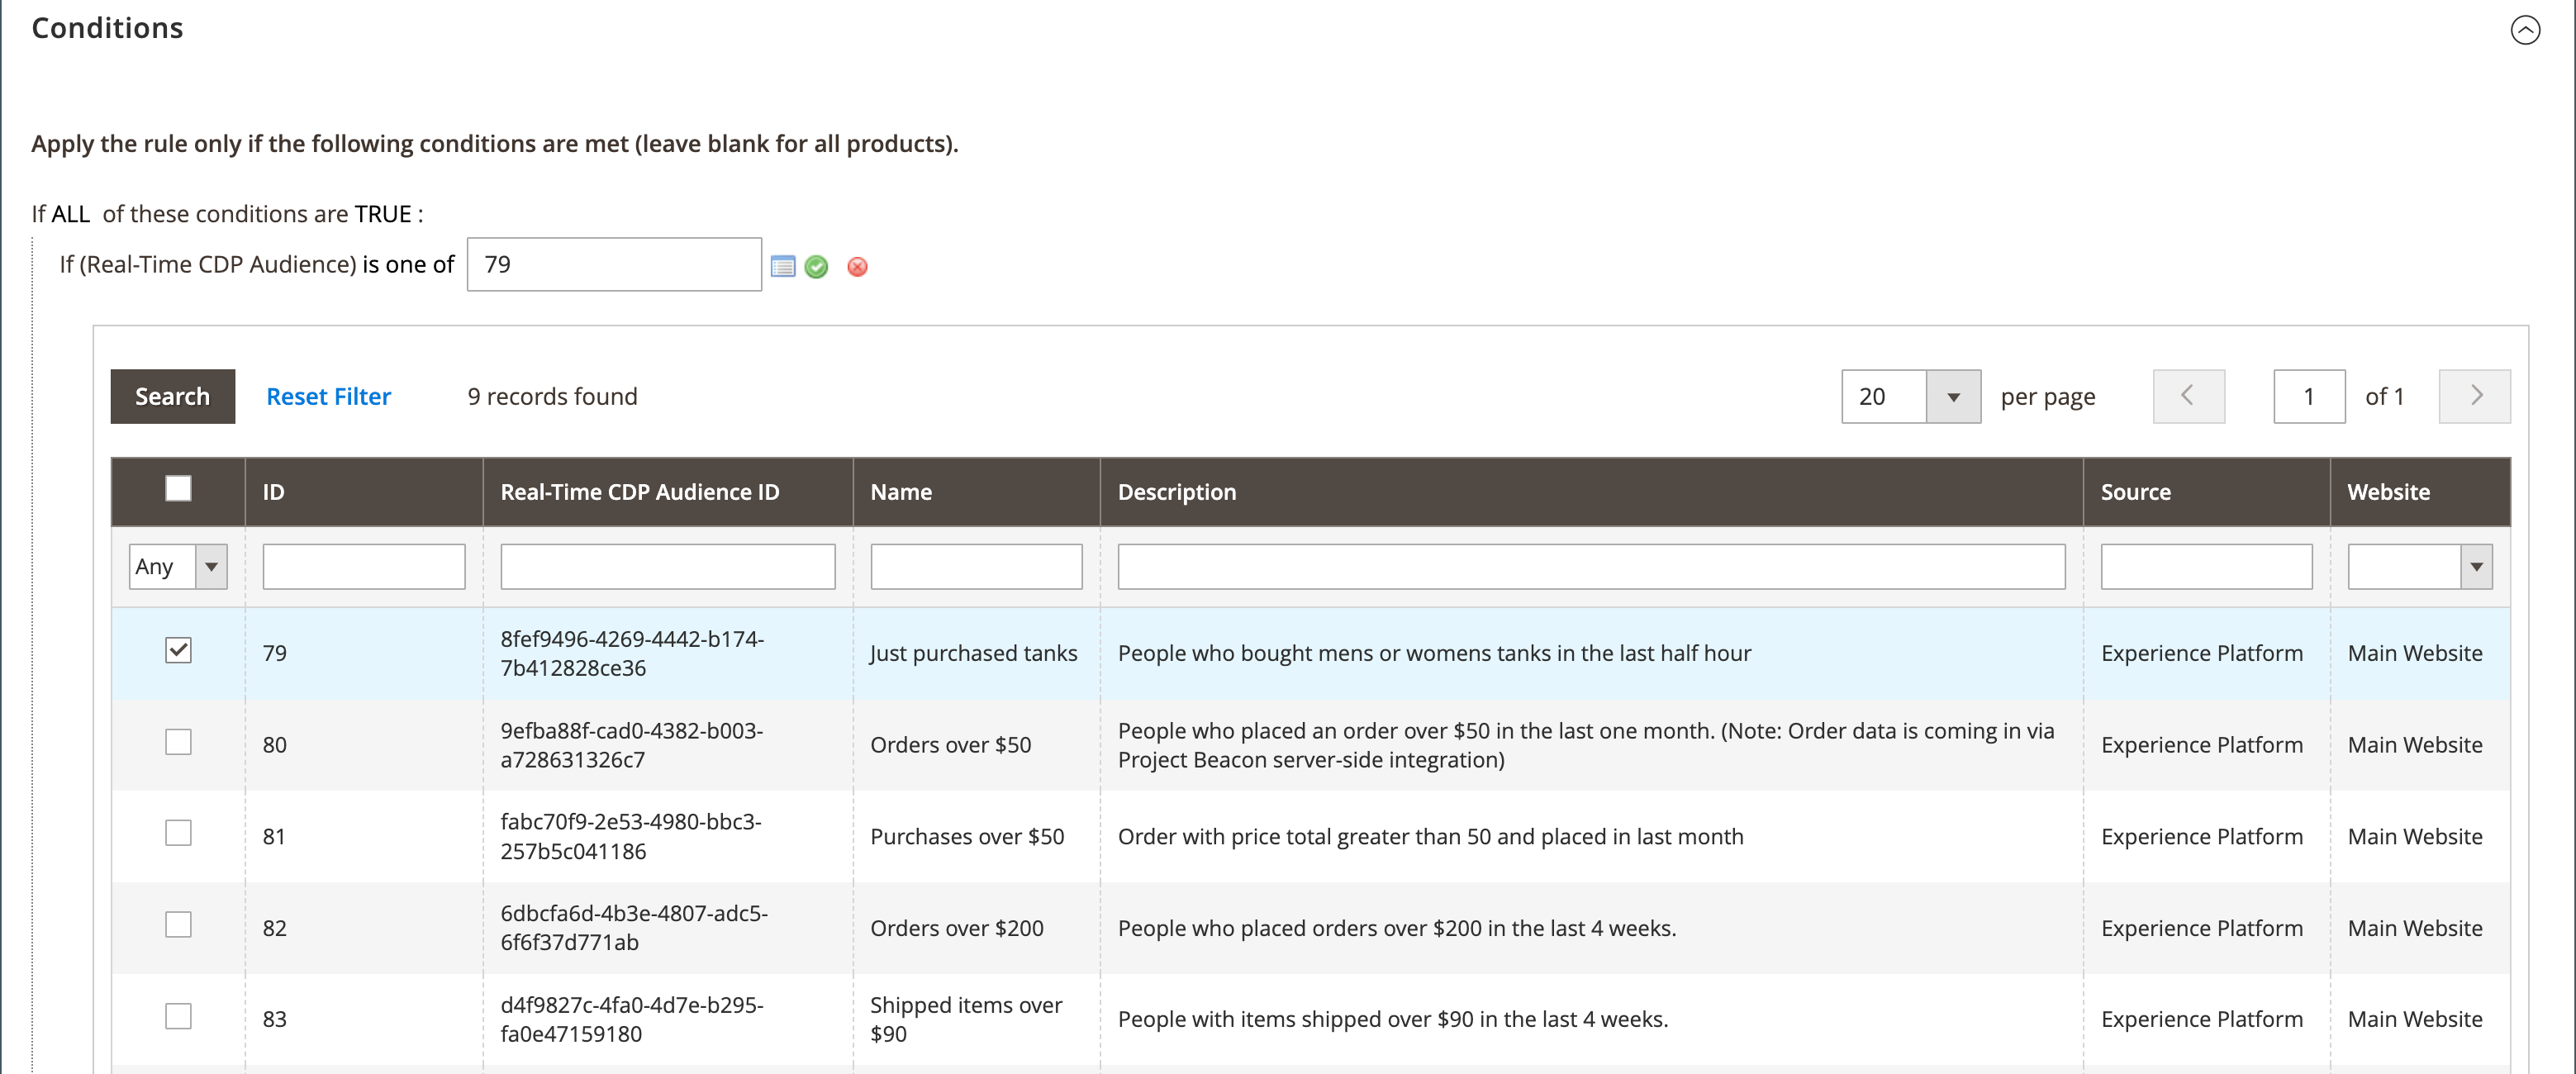 Conditions
Apply the rule only if the following conditions are met (leave blank for all products).
If ALL of these conditions are TRUE :
If (Real-Time CDP Audience) is one of 79
Search Reset Filter 9 records found 20 per page 1 of 1
ID Real-Time CDP Audience ID Name Description Source Website
Any
79 8fef9496-4269-4442-b174-
7b412828ce36 Just purchased tanks People who bought mens or womens tanks in the last half hour Experience Platform Main Website
80 9efba88f-cad0-4382-b003-
a728631326c7 Orders over $50 People who placed an order over $50 in the last one month. (Note: Order data is coming in via
Project Beacon server-side integration) Experience Platform Main Website
81 fabc70f9-2e53-4980-bbc3-
257b5c041186 Purchases over $50 Order with price total greater than 50 and placed in last month Experience Platform Main Website
82 6dbcfa6d-4b3e-4807-adc5-
6f6f37d771ab Orders over $200 People who placed orders over $200 in the last 4 weeks. Experience Platform Main Website
83 d4f9827c-4fa0-4d7e-b295-
fa0e47159180 Shipped items over
$90 People with items shipped over $90 in the last 4 weeks. Experience Platform Main Website